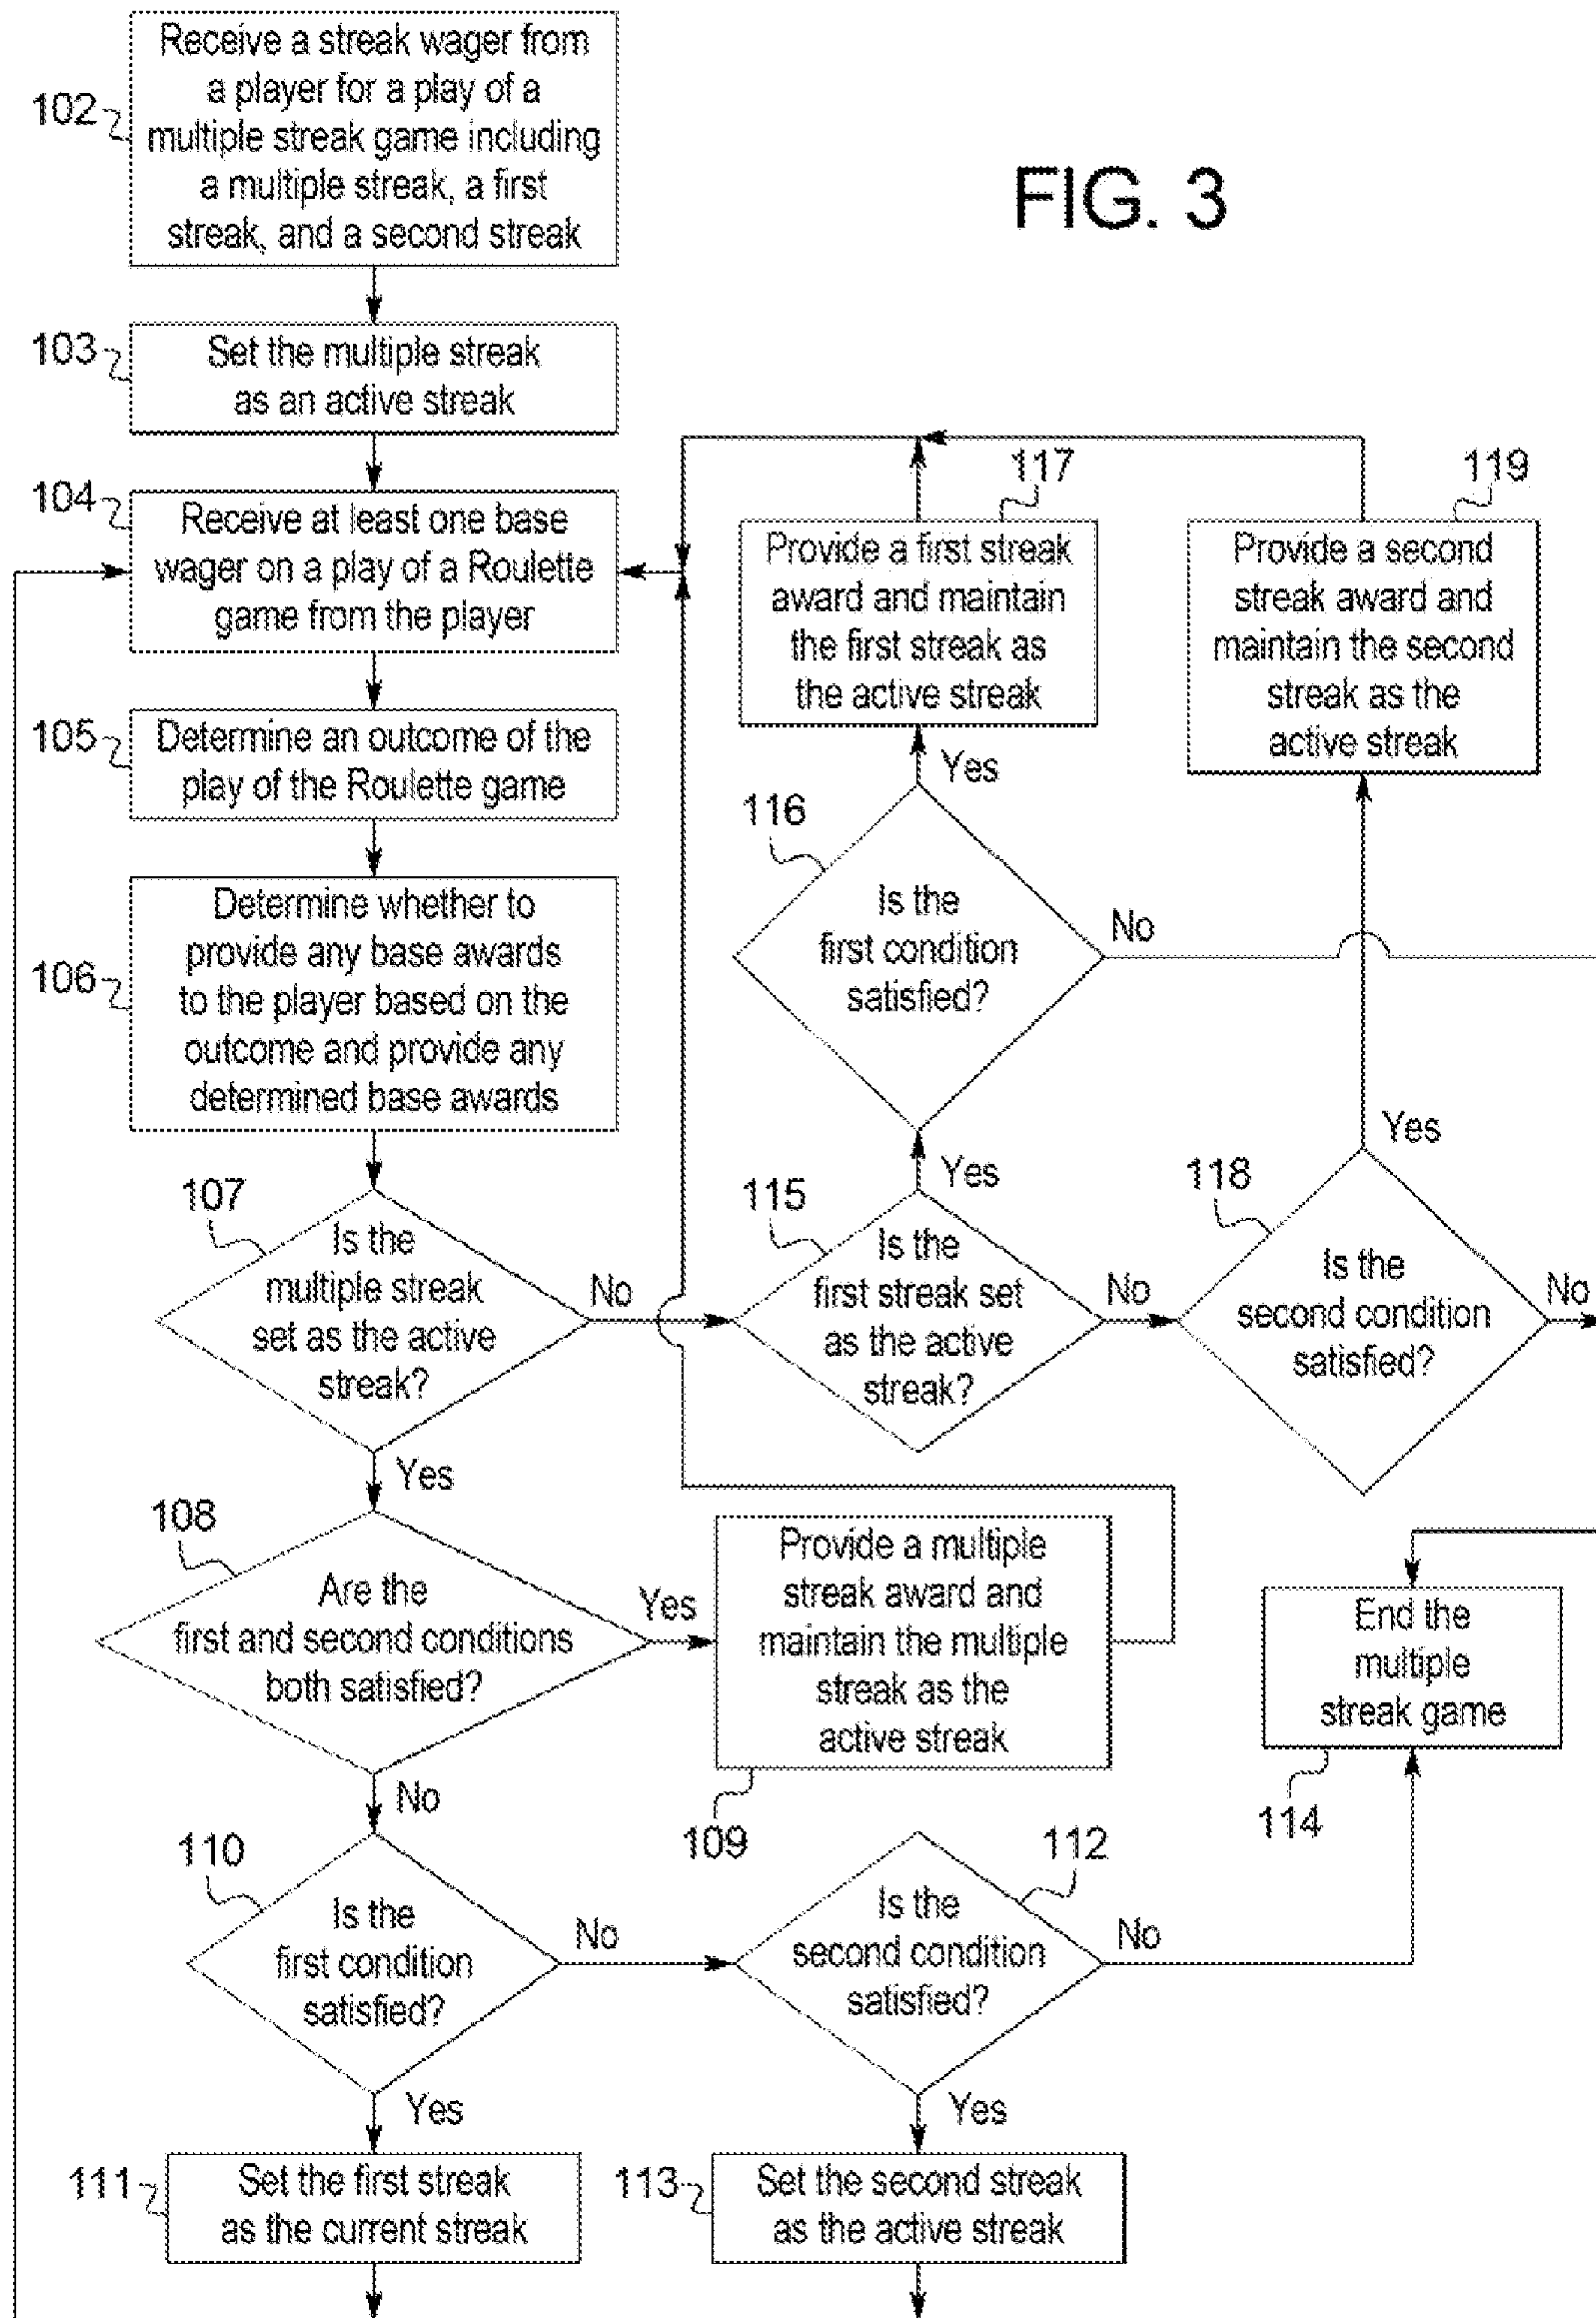 FIG. 3
102
Receive a streak wager from
a player for a play of a
multiple streak game including
a multiple streak, a first
streak, and a second streak
103
Set the multiple streak
as an active streak
104
Receive at least one base
wager on a play of a Roulette
game from the player
105
Determine an outcome of the
play of the Roulette game
106
Determine whether to
provide any base awards
to the player based on the
outcome and provide any
determined base awards
107
Is the
multiple streak
set as the active
streak?
No
Yes
108
Are the
first and second conditions
both satisfied?
Yes
No
109
Provide a multiple
streak award and
maintain the multiple
streak as the
active streak
110
Is the
first condition
satisfied?
No
Yes
111
Set the first streak
as the current streak
112
Is the
second condition
satisfied?
No
Yes
113
Set the second streak
as the active streak
114
End the
multiple
streak game
115
Is the
first streak set
as the active
streak?
Yes
No
116
Is the
first condition
satisfied?
Yes
No
117
Provide a first streak
award and maintain
the first streak as
the active streak
118
Is the
second condition
satisfied?
Yes
No
119
Provide a second
streak award and
maintain the second
streak as the
active streak